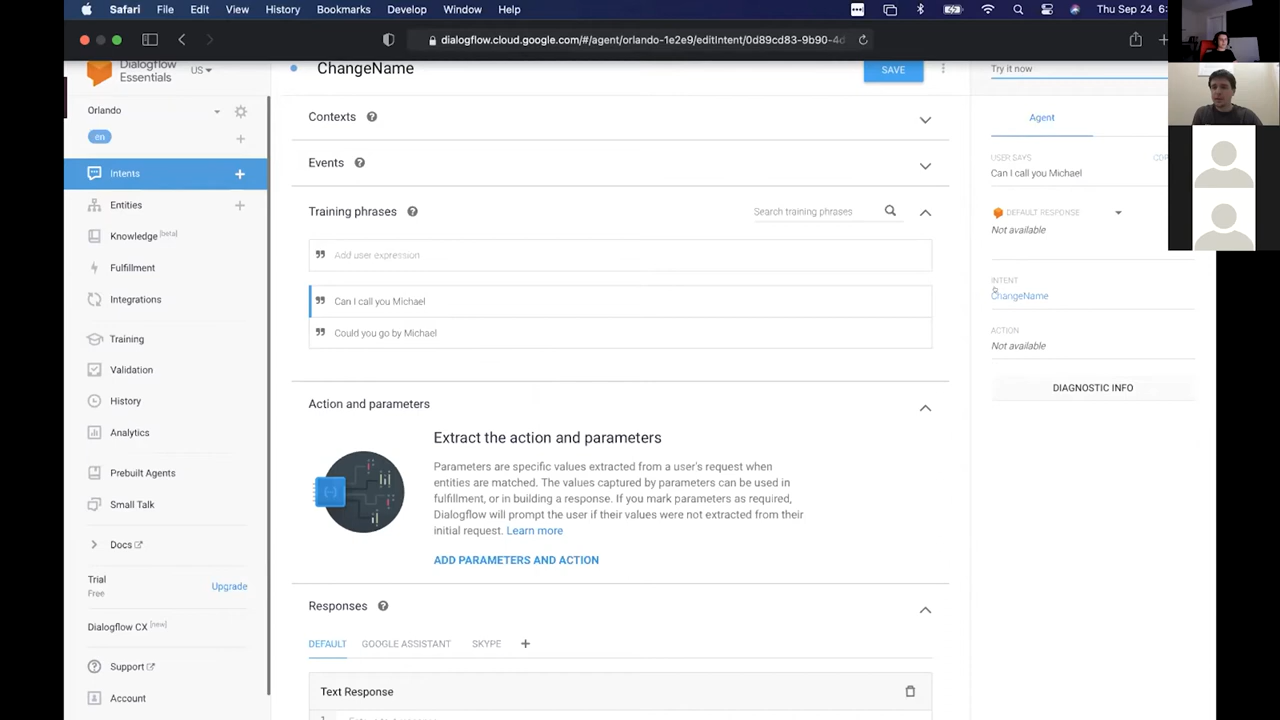 Safari File Edit View History Bookmarks Develop Window Help
Thu Sep 24 6:
dialogflow.cloud.google.com/#/agent/orlando-1e2e9/editIntent/0d89cd83-9b90-4d
Dialogflow
Essentials
US
ChangeName
SAVE
Try it now
Orlando
en
Intents
Entities
Knowledge [beta]
Fulfillment
Integrations
Training
Validation
History
Analytics
Prebuilt Agents
Small Talk
Docs
Trial
Free
Upgrade
Dialogflow CX [new]
Support
Account
Contexts
Events
Training phrases
Search training phrases
Add user expression
Can I call you Michael
Could you go by Michael
Action and parameters
Extract the action and parameters
Parameters are specific values extracted from a user's request when
entities are matched. The values captured by parameters can be used in
fulfillment, or in building a response. If you mark parameters as required,
Dialogflow will prompt the user if their values were not extracted from their
initial request. Learn more
ADD PARAMETERS AND ACTION
Responses
DEFAULT GOOGLE ASSISTANT SKYPE
Text Response
1
Agent
USER SAYS
Can I call you Michael
DEFAULT RESPONSE
Not available
INTENT
ChangeName
ACTION
Not available
DIAGNOSTIC INFO